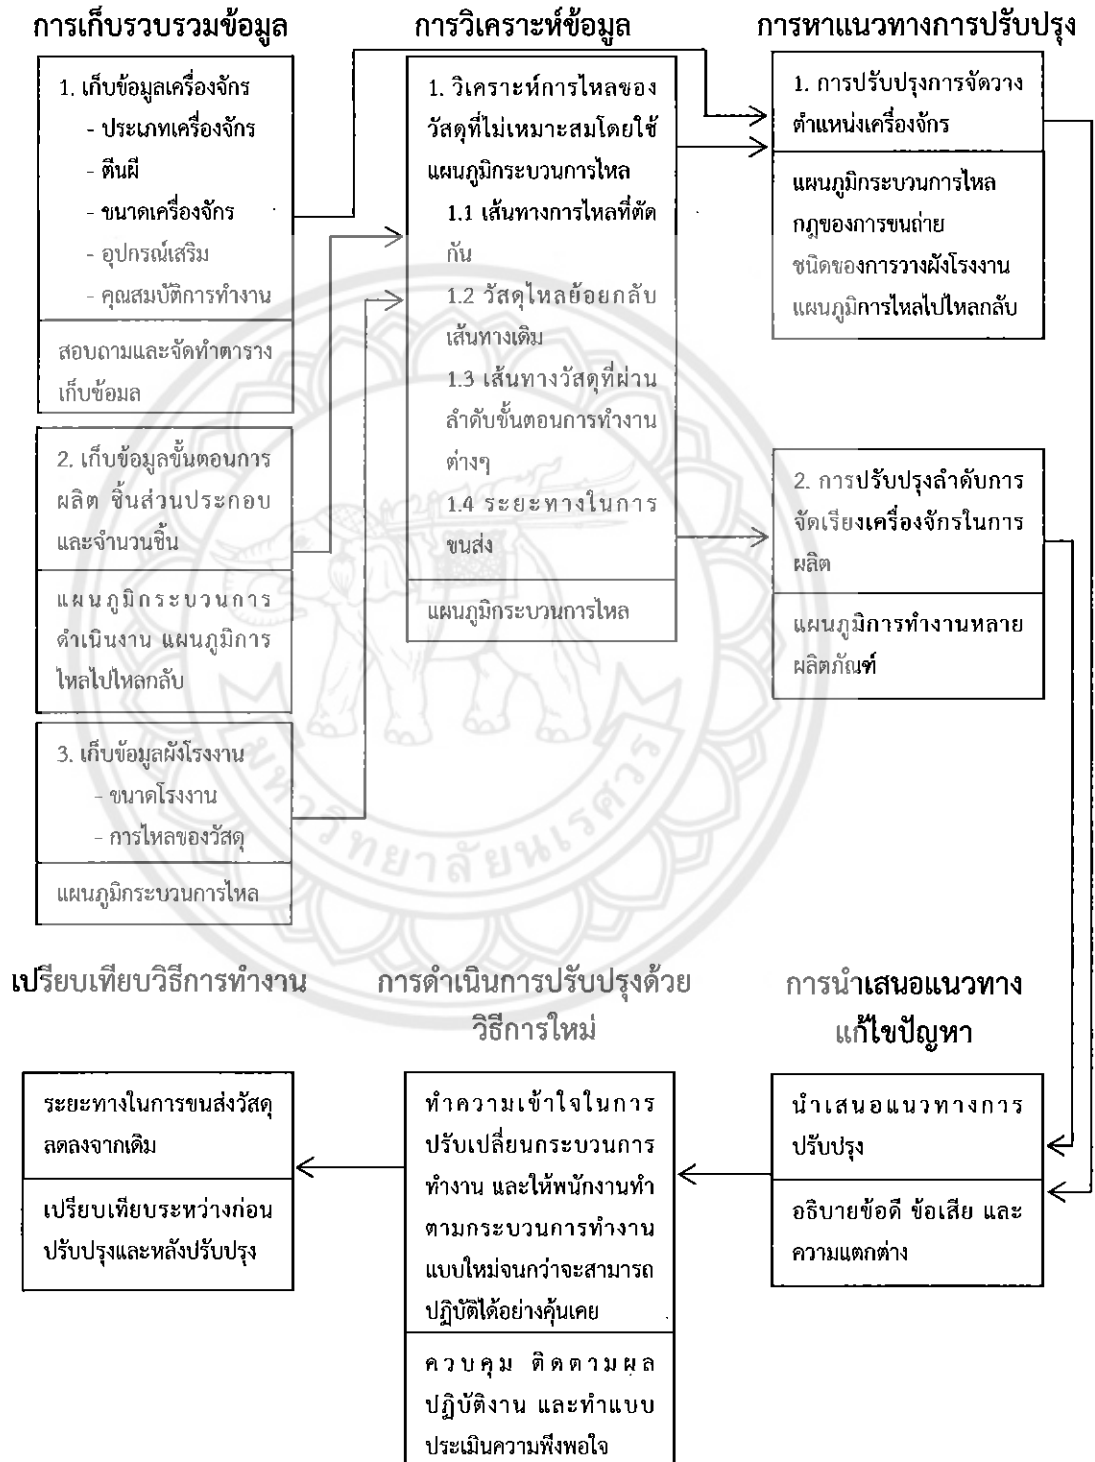 การเก็บรวบรวมข้อมูล
1. เก็บข้อมูลเครื่องจักร
- ประเภทเครื่องจักร
- ตีนผี
- ขนาดเครื่องจักร
- อุปกรณ์เสริม
- คุณสมบัติการทำงาน
สอบถามและจัดทำตาราง
เก็บข้อมูล
2. เก็บข้อมูลขั้นตอนการ
ผลิต ชิ้นส่วนประกอบ
และจำนวนชิ้น
แผนภูมิกระบวนการ
ดำเนินงาน แผนภูมิการ
ไหลไปไหลกลับ
3. เก็บข้อมูลผังโรงงาน
- ขนาดโรงงาน
- การไหลของวัสดุ
แผนภูมิกระบวนการไหล
การวิเคราะห์ข้อมูล
1. วิเคราะห์การไหลของ
วัสดุที่ไม่เหมาะสมโดยใช้
แผนภูมิกระบวนการไหล
1.1 เส้นทางการไหลที่ตัด
กัน
1.2 วัสดุไหลย้อยกลับ
เส้นทางเดิม
1.3 เส้นทางวัสดุที่ผ่าน
ลำดับขั้นตอนการทำงาน
ต่างๆ
1.4 ระยะทางในการ
ขนส่ง
แผนภูมิกระบวนการไหล
การหาแนวทางการปรับปรุง
1. การปรับปรุงการจัดวาง
ตำแหน่งเครื่องจักร
แผนภูมิกระบวนการไหล
กฎของการขนถ่าย
ชนิดของการวางผังโรงงาน
แผนภูมิการไหลไปไหลกลับ
2. การปรับปรุงลำดับการ
จัดเรียงเครื่องจักรในการ
ผลิต
แผนภูมิการทำงานหลาย
ผลิตภัณฑ์
มหาวิทยาลัยนเรศวร
เปรียบเทียบวิธีการทำงาน
ระยะทางในการขนส่งวัสดุ
ลดลงจากเดิม
เปรียบเทียบระหว่างก่อน
ปรับปรุงและหลังปรับปรุง
การดำเนินการปรับปรุงด้วย
วิธีการใหม่
ทำความเข้าใจในการ
ปรับเปลี่ยนกระบวนการ
ทำงาน และให้พนักงานทำ
ตามกระบวนการทำงาน
แบบใหม่จนกว่าจะสามารถ
ปฏิบัติได้อย่างคุ้นเคย
ควบคุม ติดตามผล
ปฏิบัติงาน และทำแบบ
ประเมินความพึงพอใจ
การนำเสนอแนวทาง
แก้ไขปัญหา
นำเสนอแนวทางการ
ปรับปรุง
อธิบายข้อดี ข้อเสีย และ
ความแตกต่าง